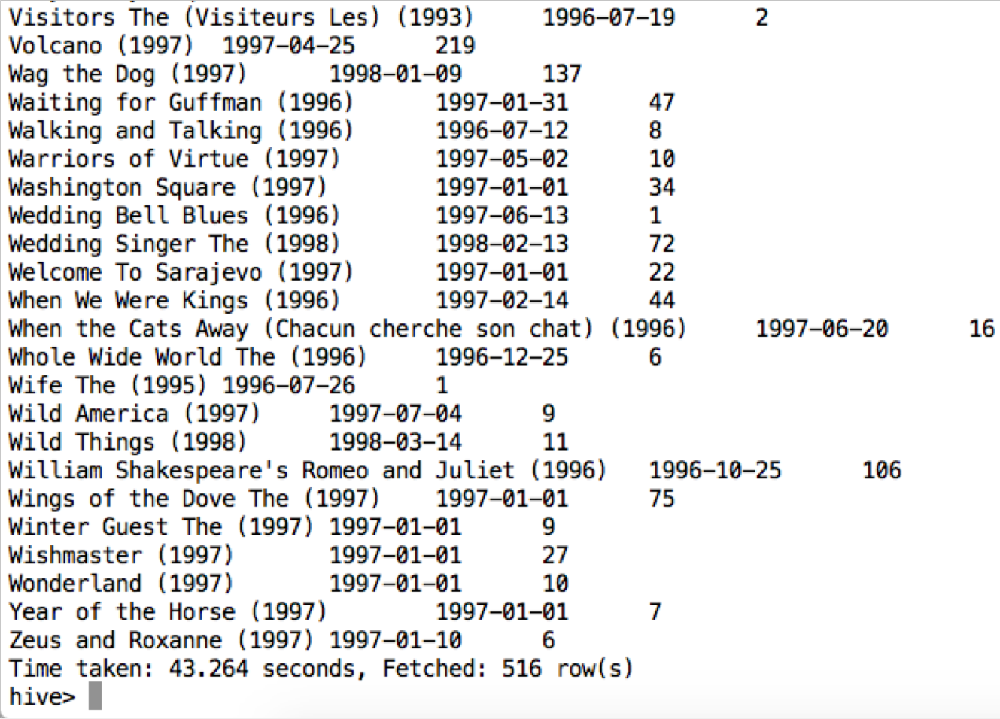 Visitors The (Visiteurs Les) (1993)	1996-07-19	2
Volcano (1997)	1997-04-25	219
Wag the Dog (1997)	1998-01-09	137
Waiting for Guffman (1996)	1997-01-31	47
Walking and Talking (1996)	1996-07-12	8
Warriors of Virtue (1997)	1997-05-02	10
Washington Square (1997)	1997-01-01	34
Wedding Bell Blues (1996)	1997-06-13	1
Wedding Singer The (1998)	1998-02-13	72
Welcome To Sarajevo (1997)	1997-01-01	22
When We Were Kings (1996)	1997-02-14	44
When the Cats Away (Chacun cherche son chat) (1996)	1997-06-20	16
Whole Wide World The (1996)	1996-12-25	6
Wife The (1995)	1996-07-26	1
Wild America (1997)	1997-07-04	9
Wild Things (1998)	1998-03-14	11
William Shakespeare's Romeo and Juliet (1996)	1996-10-25	106
Wings of the Dove The (1997)	1997-01-01	75
Winter Guest The (1997)	1997-01-01	9
Wishmaster (1997)	1997-01-01	27
Wonderland (1997)	1997-01-01	10
Year of the Horse (1997)	1997-01-01	7
Zeus and Roxanne (1997)	1997-01-10	6
Time taken: 43.264 seconds, Fetched: 516 row(s)
hive>